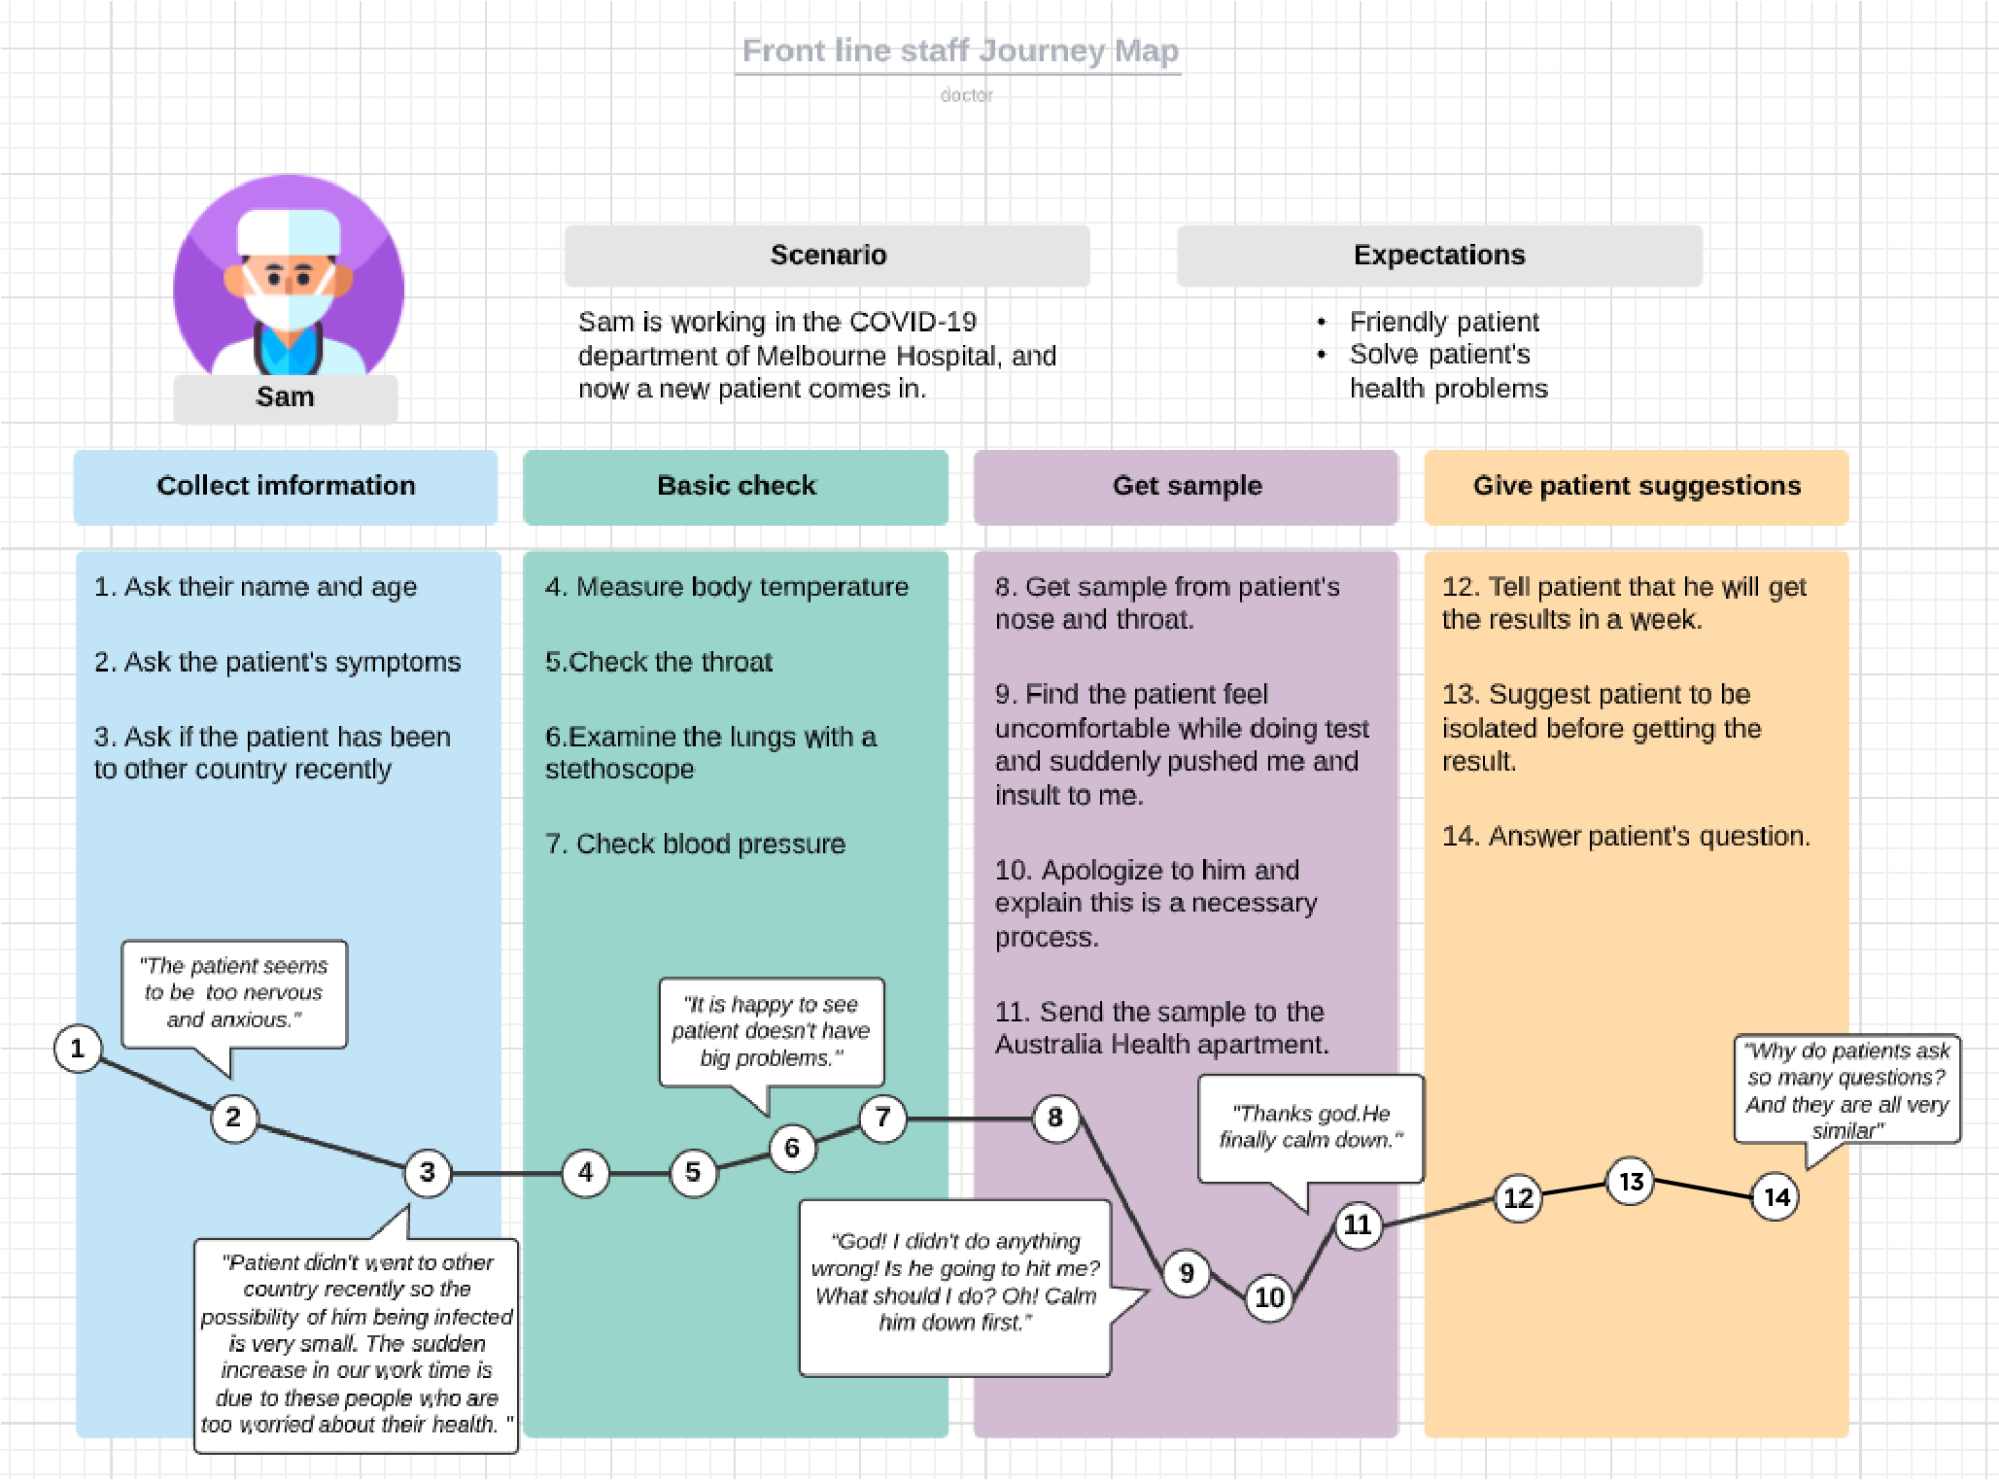 Front line staff Journey Map
doctor
Sam
Scenario
Sam is working in the COVID-19
department of Melbourne Hospital, and
now a new patient comes in.
Expectations
• Friendly patient
• Solve patient's
health problems
Collect imformation
1. Ask their name and age
2. Ask the patient's symptoms
3. Ask if the patient has been
to other country recently
"The patient seems
to be too nervous
and anxious."
1
2
3
"Patient didn't went to other
country recently so the
possibility of him being infected
is very small. The sudden
increase in our work time is
due to these people who are
too worried about their health. "
Basic check
4. Measure body temperature
5.Check the throat
6.Examine the lungs with a
stethoscope
7. Check blood pressure
"It is happy to see
patient doesn't have
big problems."
4
5
6
7
Get sample
8. Get sample from patient's
nose and throat.
9. Find the patient feel
uncomfortable while doing test
and suddenly pushed me and
insult to me.
10. Apologize to him and
explain this is a necessary
process.
11. Send the sample to the
Australia Health apartment.
8
"God! I didn't do anything
wrong! Is he going to hit me?
What should I do? Oh! Calm
him down first."
9
10
"Thanks god.He
finally calm down."
11
Give patient suggestions
12. Tell patient that he will get
the results in a week.
13. Suggest patient to be
isolated before getting the
result.
14. Answer patient's question.
12
13
14
"Why do patients ask
so many questions?
And they are all very
similar"